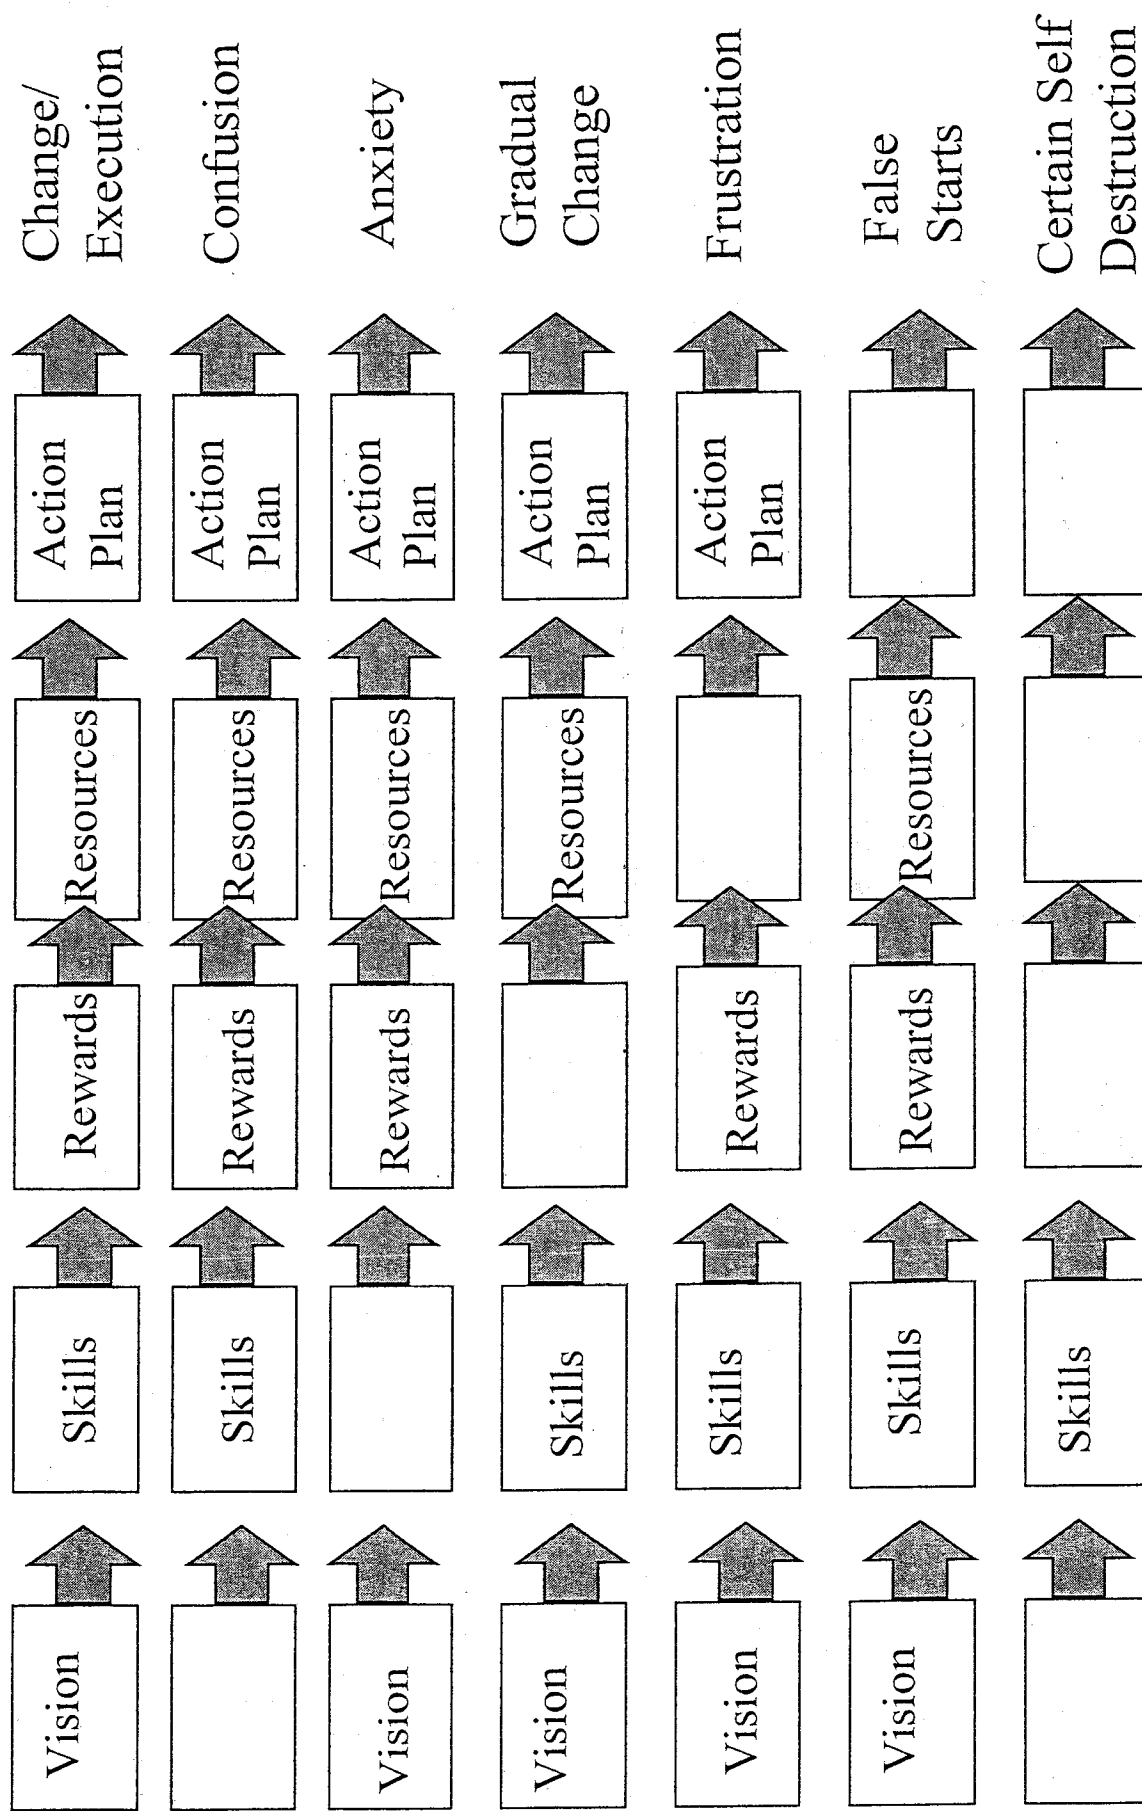 Vision
Skills
Rewards
Resources
Action
Plan
Change/
Execution
Skills
Rewards
Resources
Action
Plan
Confusion
Vision
Rewards
Resources
Action
Plan
Anxiety
Vision
Skills
Resources
Action
Plan
Gradual
Change
Vision
Skills
Rewards
Action
Plan
Frustration
Vision
Skills
Rewards
Resources
False
Starts
Skills
Certain Self
Destruction